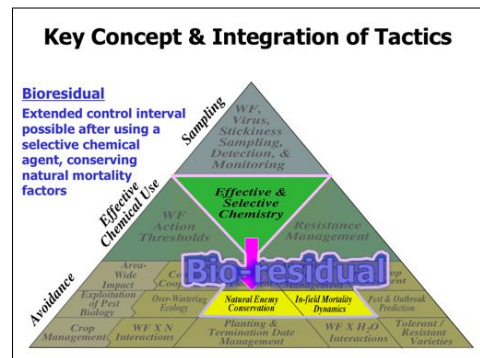 Key Concept & Integration of Tactics
Bioresidual
Extended control interval
possible after using a
selective chemical
agent, conserving
natural mortality
factors
Sampling
WF,
Virus,
Stickiness
Sampling,
Detection, &
Monitoring
Effective
Chemical Use
Effective &
Selective
Chemistry
WF
Action
Thresholds
Resistance
Management
Bio-residual
Avoidance
Area-
Wide
Impact
Exploitation
of Pest
Biology
Over-Wintering
Ecology
Natural Enemy
Conservation
In-field Mortality
Dynamics
Pest & Outbreak
Prediction
Crop
Management
WF X N
Interactions
Planting &
Termination Date
Management
WF X H2O
Interactions
Tolerant /
Resistant
Varieties